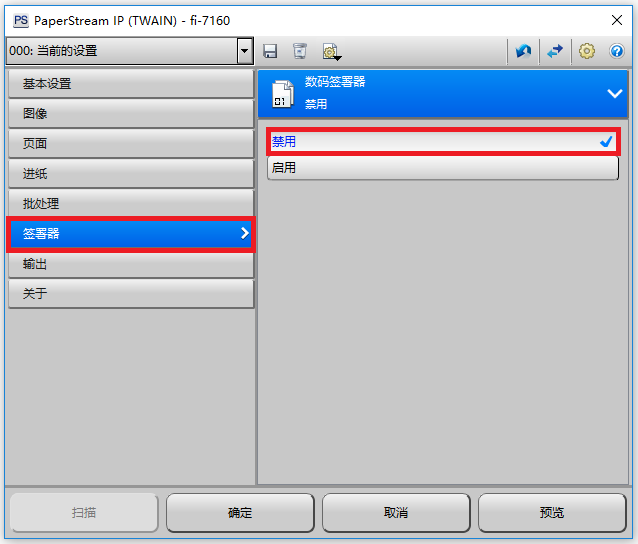 PS PaperStream IP (TWAIN) - fi-7160
000: 当前的设置
基本设置
图像
页面
进纸
批处理
签署器
输出
关于
01
数码签署器
禁用
禁用
启用
扫描
确定
取消
预览